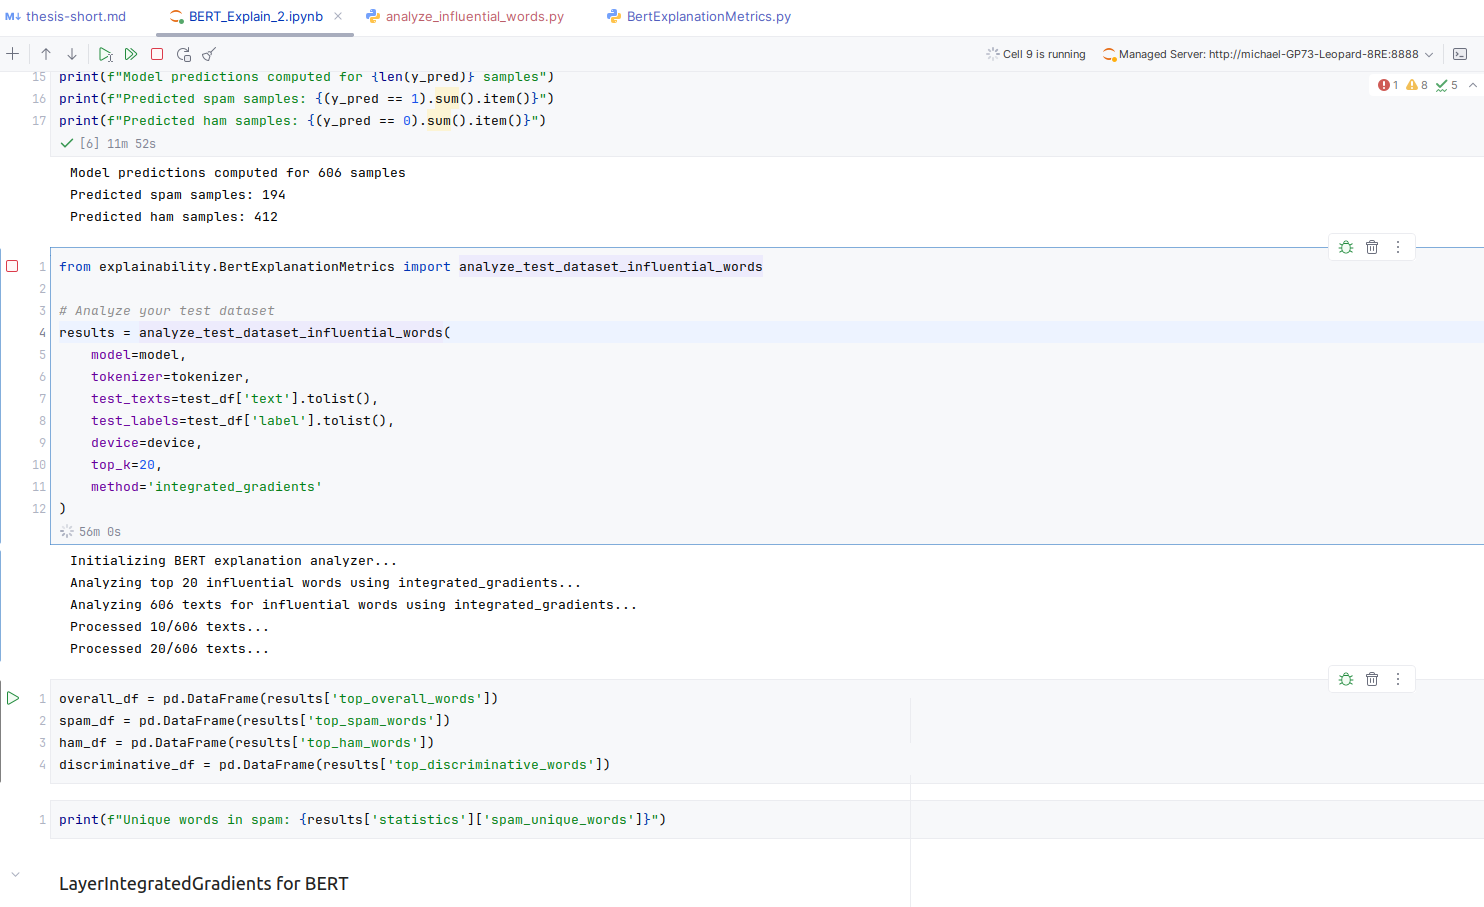 M↓ thesis-short.md
BERT_Explain_2.ipynb
analyze_influential_words.py
BertExplanationMetrics.py
Cell 9 is running
Managed Server: http://michael-GP73-Leopard-8RE:8888
1 8 5
15 print(f"Model predictions computed for {len(y_pred)} samples")
16 print(f"Predicted spam samples: {(y_pred == 1).sum().item()}")
17 print(f"Predicted ham samples: {(y_pred == 0).sum().item()}")
[6] 11m 52s
Model predictions computed for 606 samples
Predicted spam samples: 194
Predicted ham samples: 412
1 from explainability.BertExplanationMetrics import analyze_test_dataset_influential_words
2
3 # Analyze your test dataset
4 results = analyze_test_dataset_influential_words(
5     model=model,
6     tokenizer=tokenizer,
7     test_texts=test_df['text'].tolist(),
8     test_labels=test_df['label'].tolist(),
9     device=device,
10     top_k=20,
11     method='integrated_gradients'
12 )
56m 0s
Initializing BERT explanation analyzer...
Analyzing top 20 influential words using integrated_gradients...
Analyzing 606 texts for influential words using integrated_gradients...
Processed 10/606 texts...
Processed 20/606 texts...
1 overall_df = pd.DataFrame(results['top_overall_words'])
2 spam_df = pd.DataFrame(results['top_spam_words'])
3 ham_df = pd.DataFrame(results['top_ham_words'])
4 discriminative_df = pd.DataFrame(results['top_discriminative_words'])
1 print(f"Unique words in spam: {results['statistics']['spam_unique_words']}")
LayerIntegratedGradients for BERT